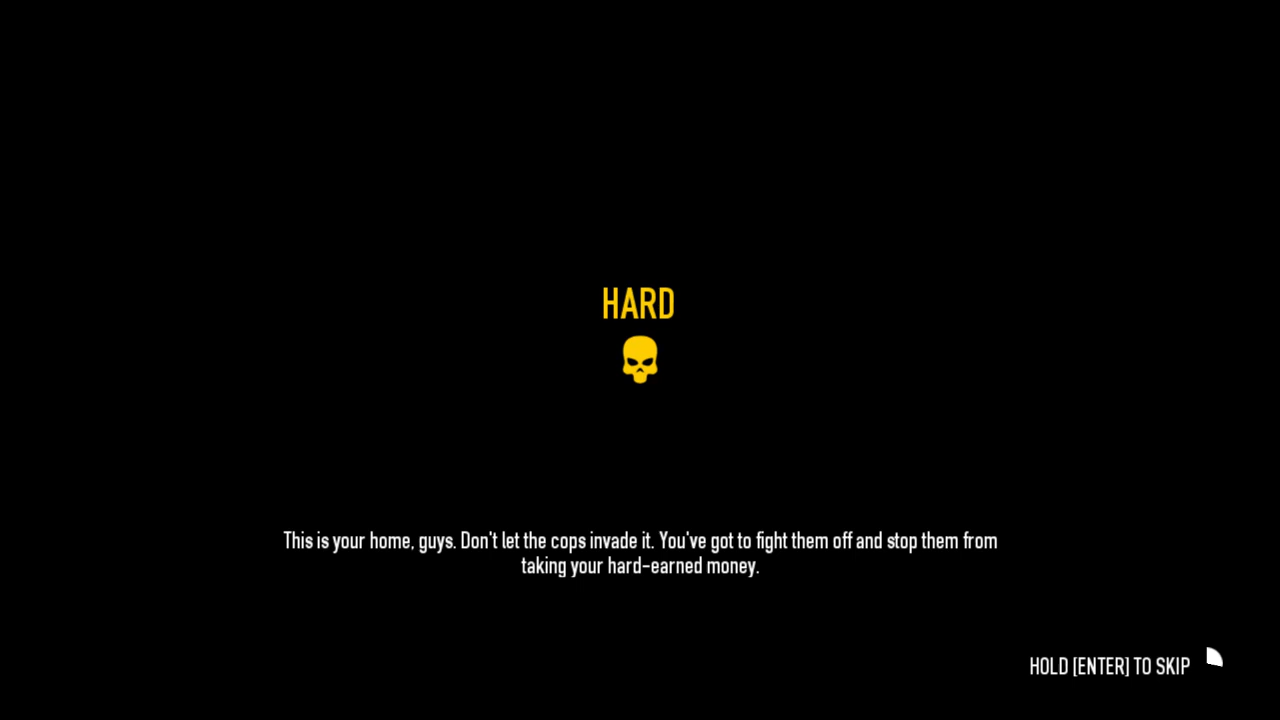 HARD
This is your home, guys. Don't let the cops invade it. You've got to fight them off and stop them from
taking your hard-earned money.
HOLD [ENTER] TO SKIP